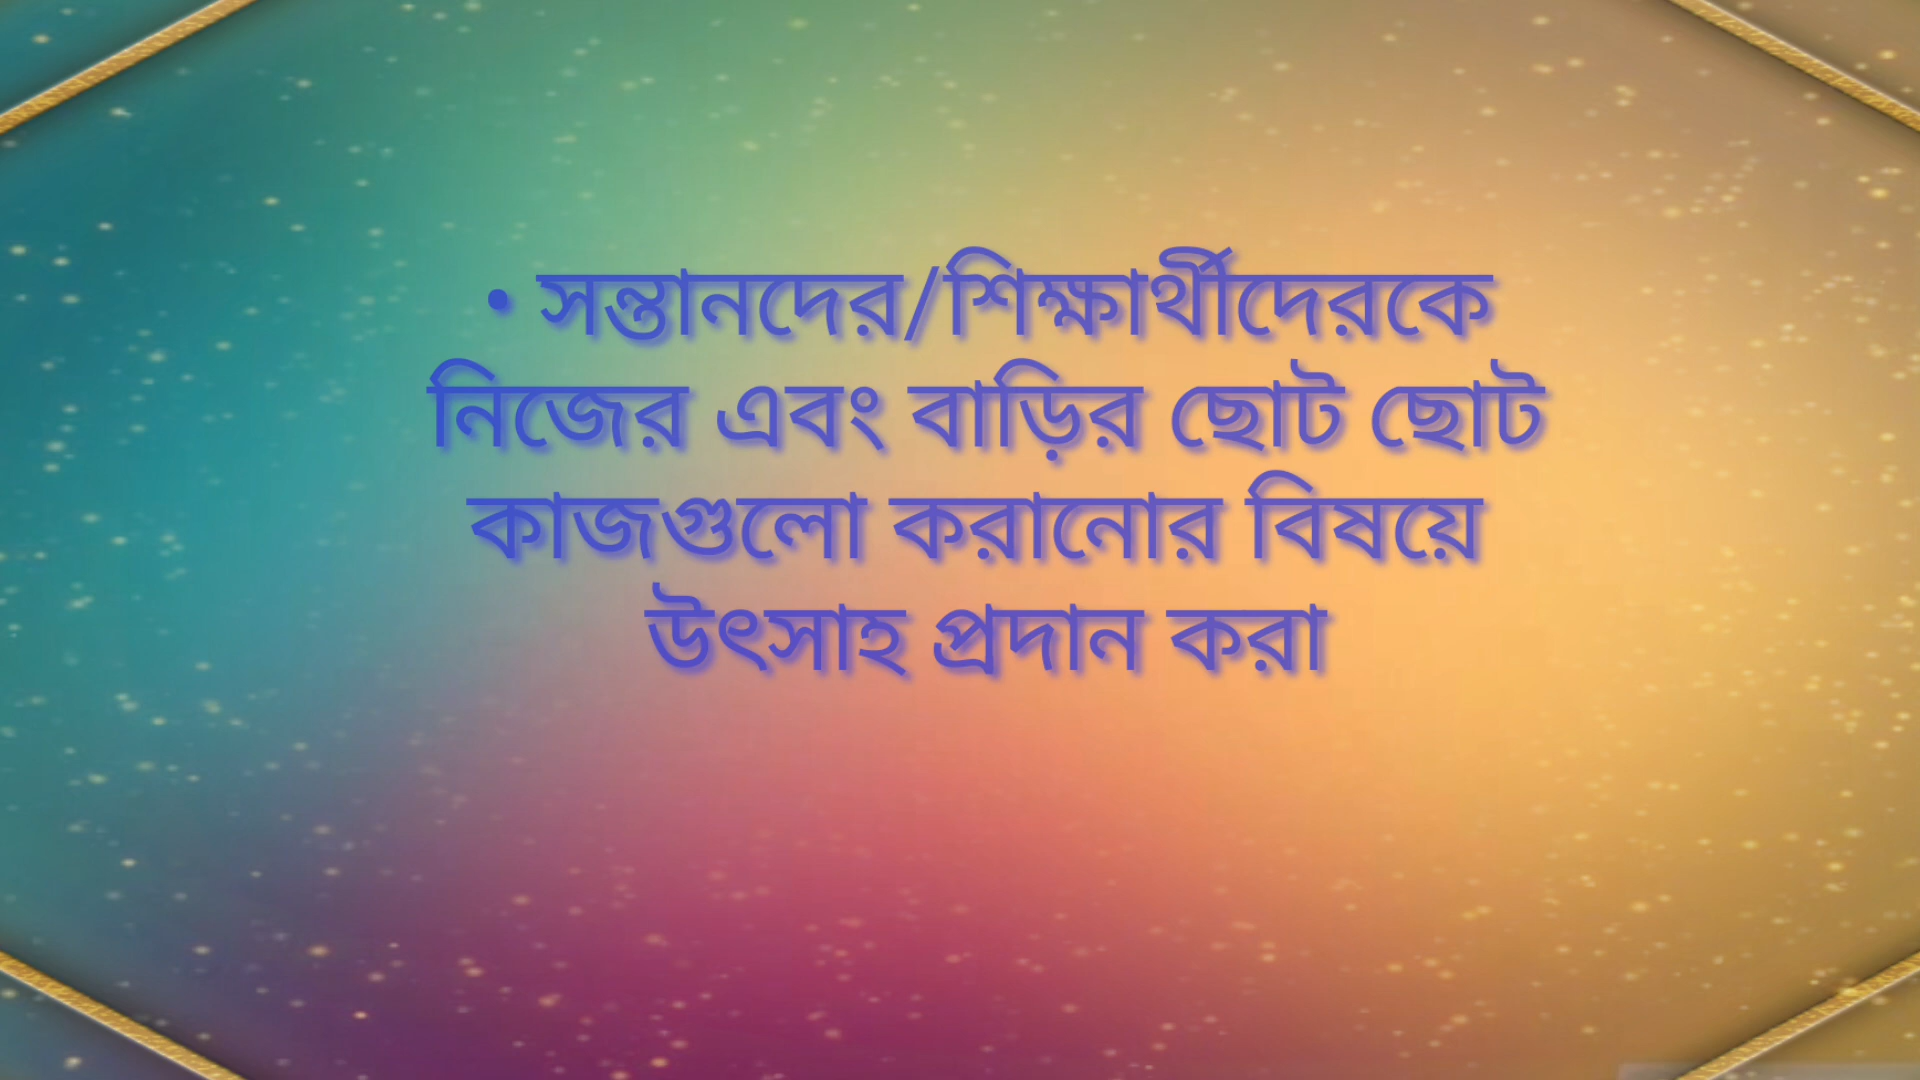 • সন্তানদের/শিক্ষার্থীদেরকে
নিজের এবং বাড়ির ছোট ছোট
কাজগুলো করানোর বিষয়ে
উৎসাহ প্রদান করা